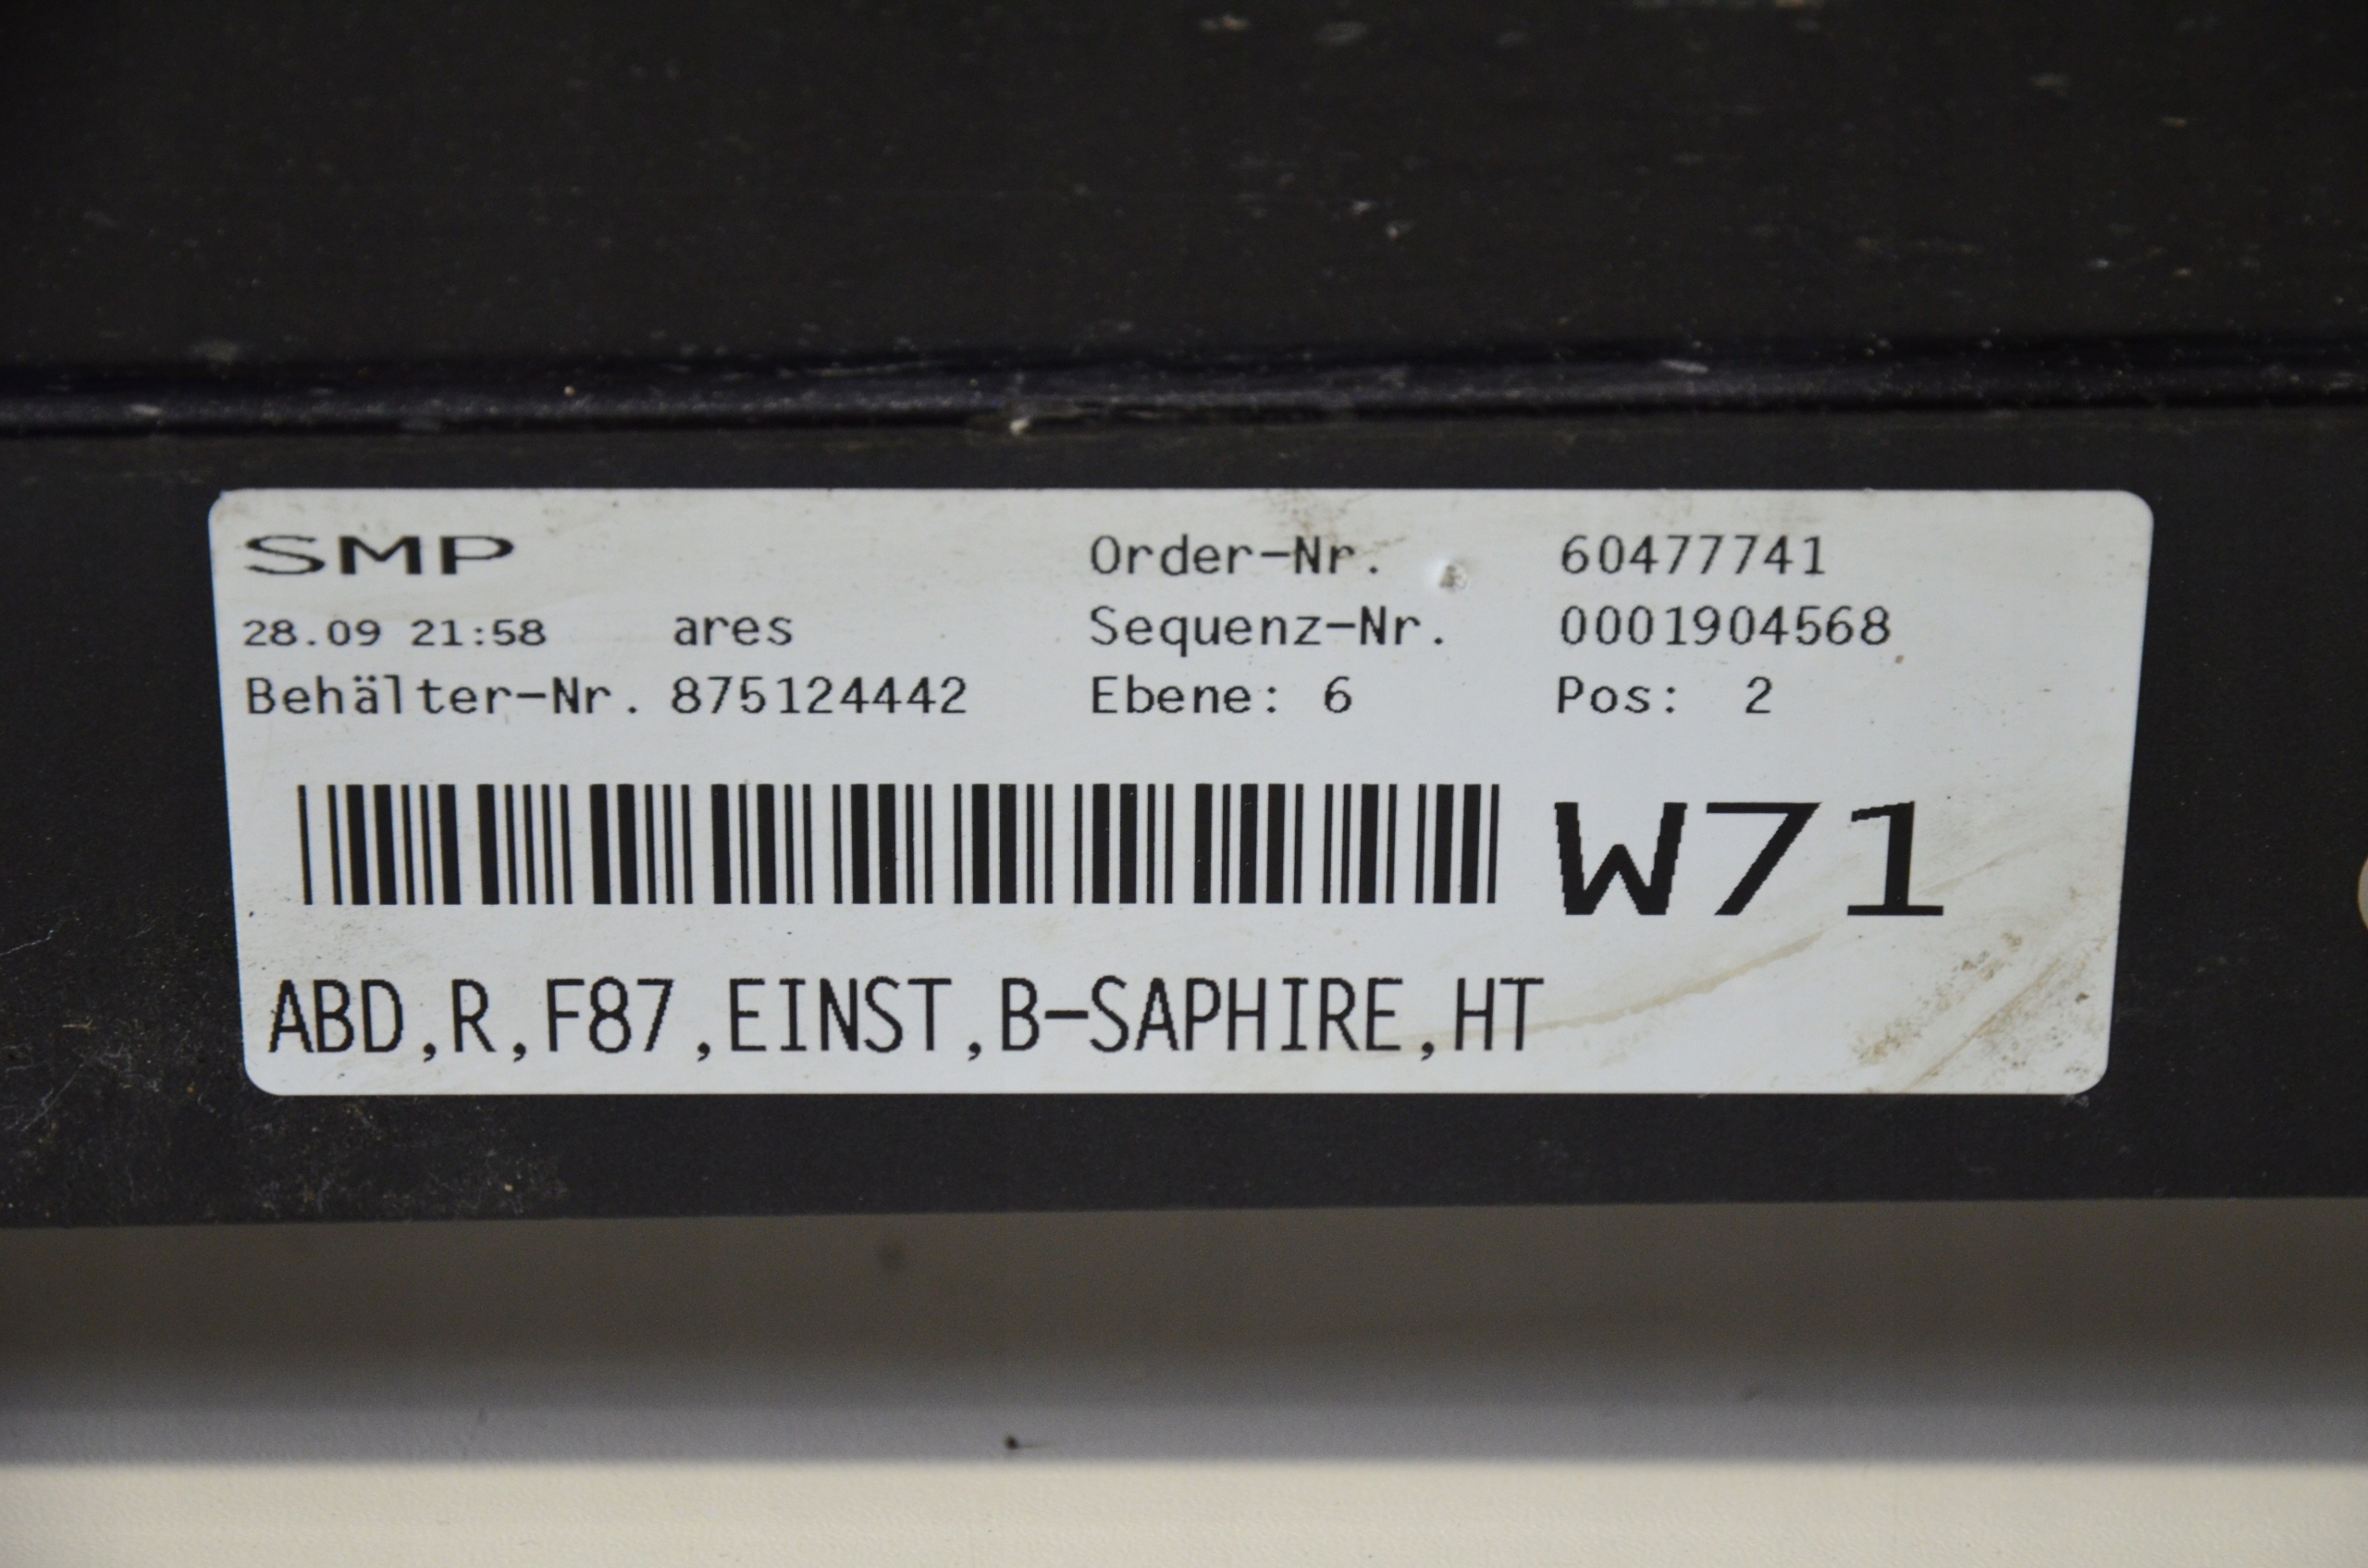 SMP Order-Nr. 60477741
28.09 21:58 ares Sequenz-Nr. 0001904568
Behälter-Nr. 875124442 Ebene: 6 Pos: 2
W71
ABD,R,F87,EINST,B-SAPHIRE,HT